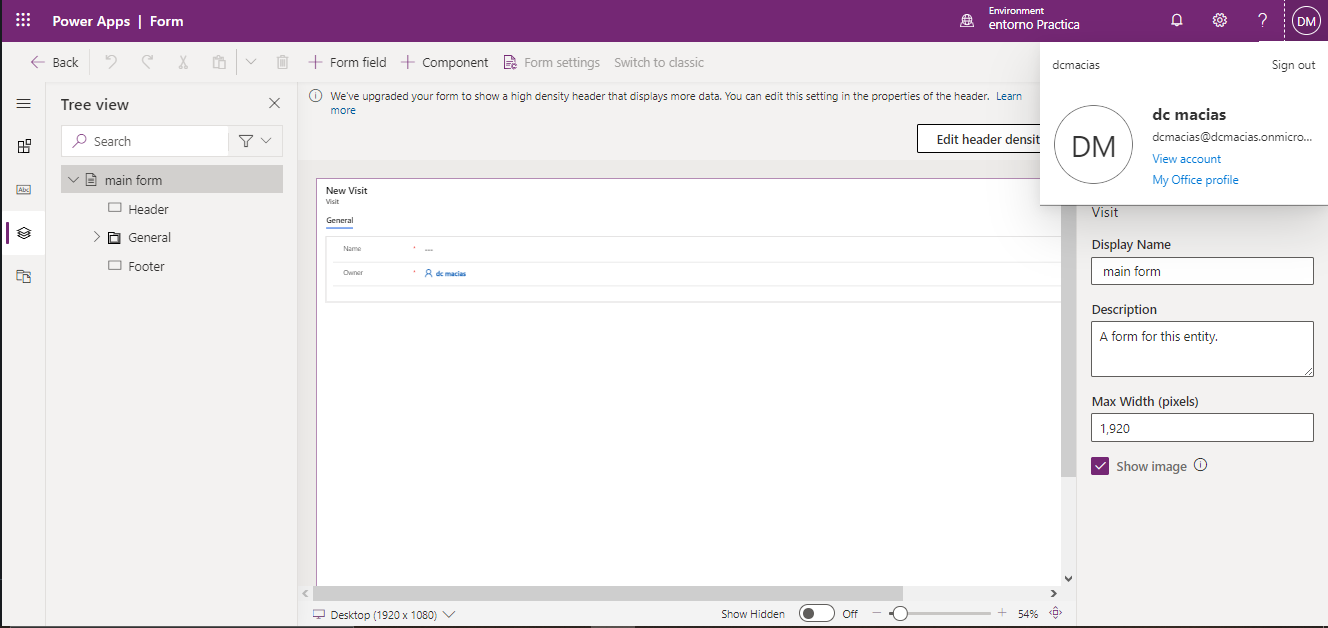 Power Apps | Form
Environment
entorno Practica
?
DM
Back
Form field
Component
Form settings
Switch to classic
dcmacias
Sign out
DM
dc macias
dcmacias@dcmacias.onmicro...
View account
My Office profile
Tree view
Search
Abc
main form
Header
General
Footer
We've upgraded your form to show a high density header that displays more data. You can edit this setting in the properties of the header. Learn
more
Edit header densit
New Visit
Visit
General
Name * ---
Owner * dc macias
Visit
Display Name
main form
Description
A form for this entity.
Max Width (pixels)
1,920
Show image
Desktop (1920 x 1080)
Show Hidden
Off
54%